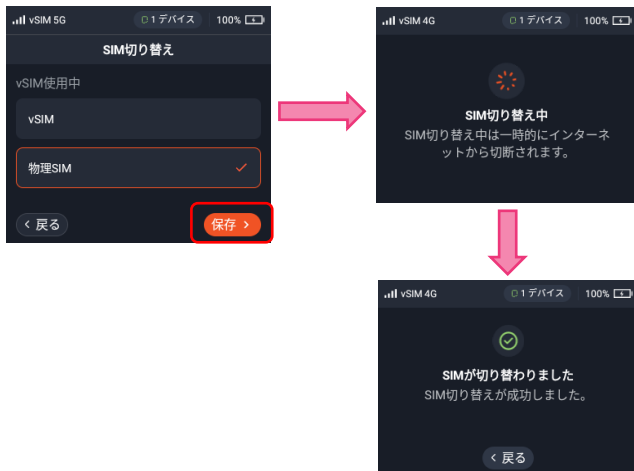 vSIM 5G 1 デバイス 100%
SIM切り替え
vSIM使用中
vSIM
物理SIM
戻る 保存
vSIM 4G 1 デバイス 100%
SIM切り替え中
SIM切り替え中は一時的にインターネ
ットから切断されます。
vSIM 4G 1 デバイス 100%
SIMが切り替わりました
SIM切り替えが成功しました。
戻る